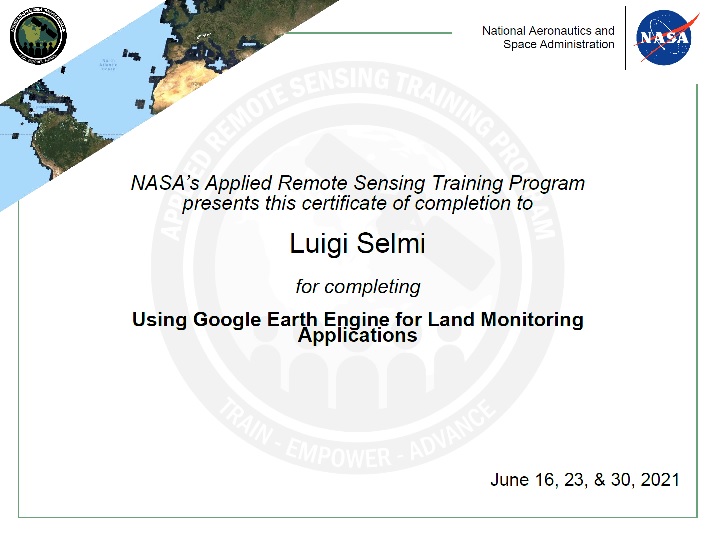 National Aeronautics and
Space Administration
NASA
APPLIED REMOTE SENSING TRAINING PROGRAM
NASA's Applied Remote Sensing Training Program
presents this certificate of completion to
Luigi Selmi
for completing
Using Google Earth Engine for Land Monitoring
Applications
TRAIN - EMPOWER - ADVANCE
June 16, 23, & 30, 2021